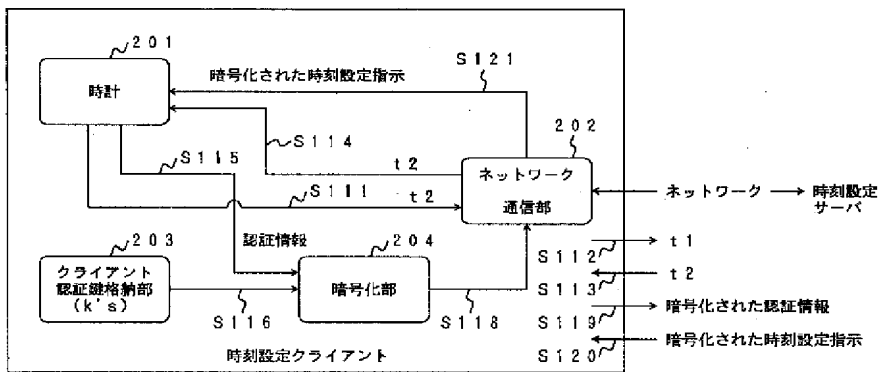 201
S121
暗号化された時刻設定指示
時計
202
S114
S115
t2
ネットワーク
通信部
ネットワーク
時刻設定
サーバ
S111
t2
203
認証情報
204
S112
t1
クライアント
認証鍵格納部
(k's)
暗号化部
S113
t2
S116
S118
S119
暗号化された認証情報
時刻設定クライアント
S120
暗号化された時刻設定指示